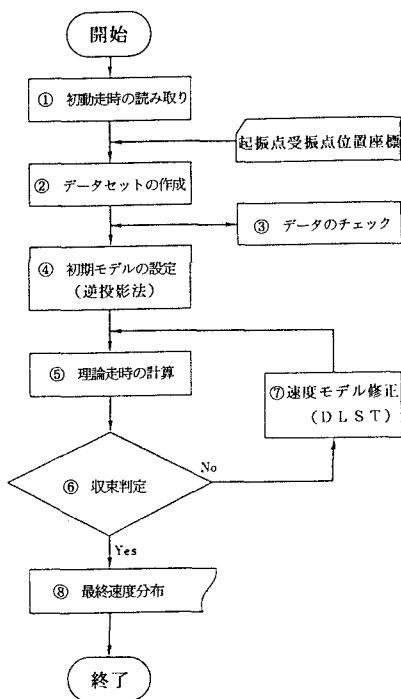 開始
① 初動走時の読み取り
起振点受振点位置座標
② データセットの作成
③ データのチェック
④ 初期モデルの設定
(逆投影法)
⑤ 理論走時の計算
⑦速度モデル修正
(DLST)
No
⑥ 収束判定
Yes
⑧ 最終速度分布
終了